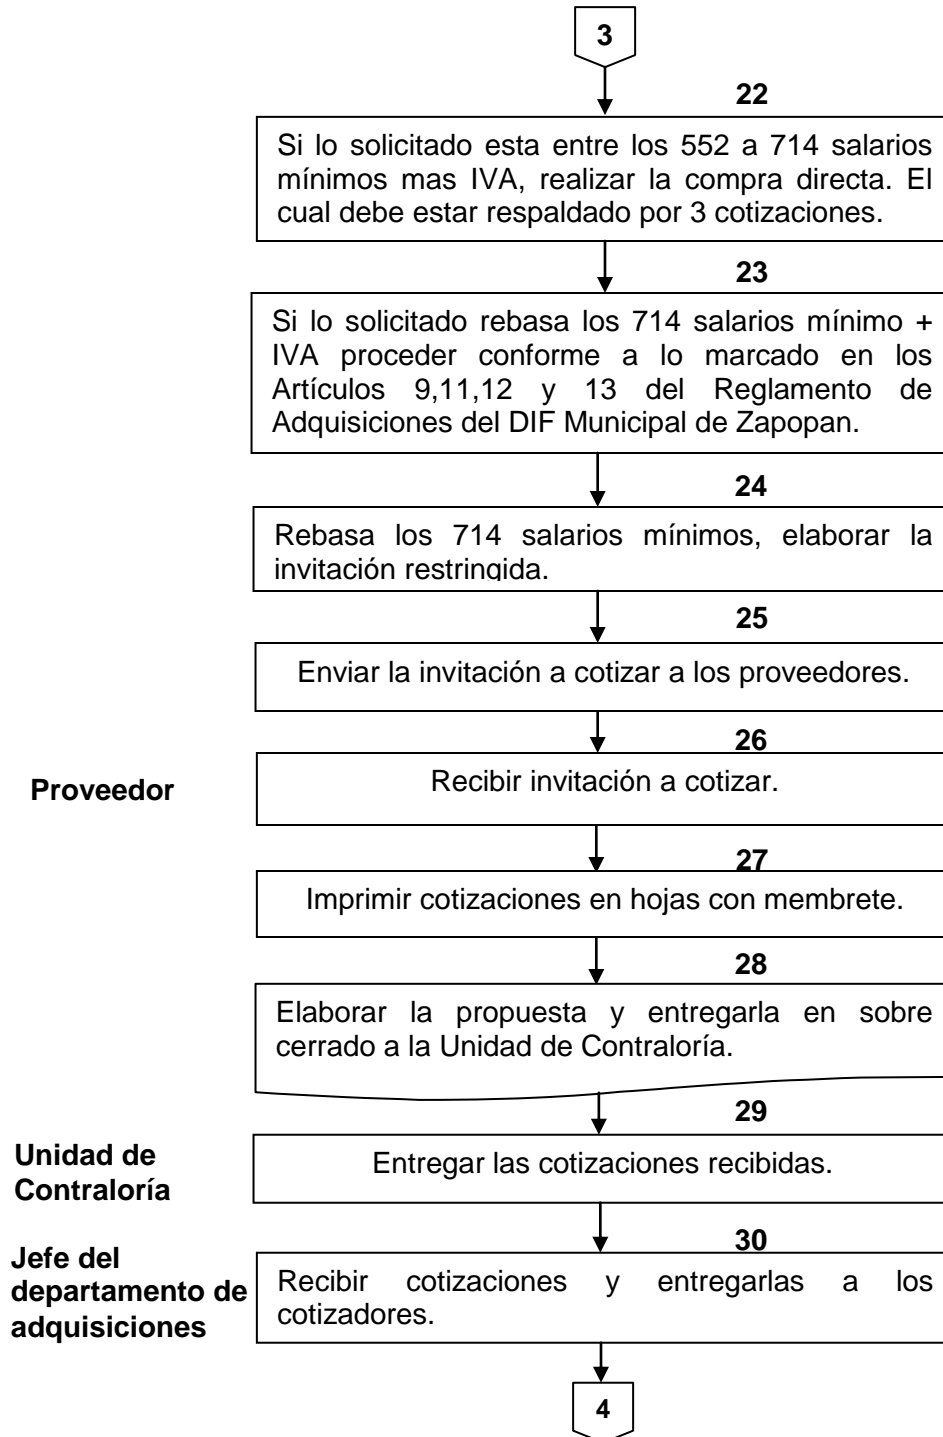 3
22
Si lo solicitado esta entre los 552 a 714 salarios
mínimos mas IVA, realizar la compra directa. El
cual debe estar respaldado por 3 cotizaciones.
23
Si lo solicitado rebasa los 714 salarios mínimo +
IVA proceder conforme a lo marcado en los
Artículos 9,11,12 y 13 del Reglamento de
Adquisiciones del DIF Municipal de Zapopan.
24
Rebasa los 714 salarios mínimos, elaborar la
invitación restringida.
25
Enviar la invitación a cotizar a los proveedores.
26
Proveedor
Recibir invitación a cotizar.
27
Imprimir cotizaciones en hojas con membrete.
28
Elaborar la propuesta y entregarla en sobre
cerrado a la Unidad de Contraloría.
29
Unidad de
Contraloría
Entregar las cotizaciones recibidas.
30
Jefe del
departamento de
adquisiciones
Recibir cotizaciones y entregarlas a los
cotizadores.
4